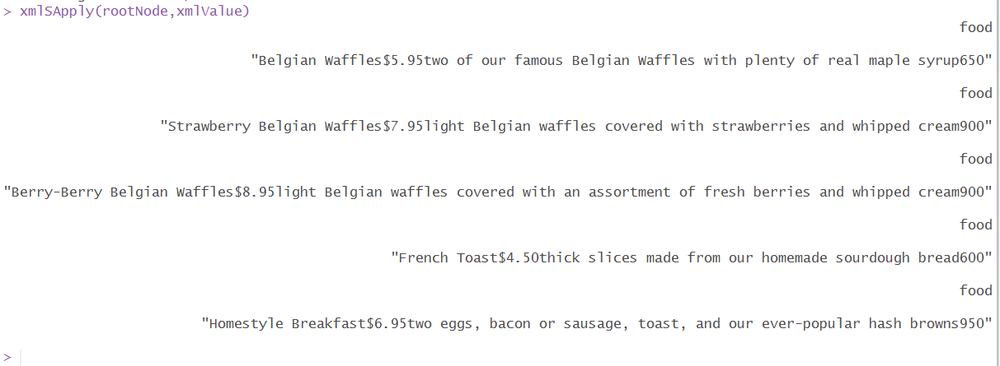 > xmlSApply(rootNode,xmlValue)
food
"Belgian Waffles$5.95two of our famous Belgian Waffles with plenty of real maple syrup650"
food
"Strawberry Belgian Waffles$7.95light Belgian waffles covered with strawberries and whipped cream900"
food
"Berry-Berry Belgian Waffles$8.95light Belgian waffles covered with an assortment of fresh berries and whipped cream900"
food
"French Toast$4.50thick slices made from our homemade sourdough bread600"
food
"Homestyle Breakfast$6.95two eggs, bacon or sausage, toast, and our ever-popular hash browns950"
>